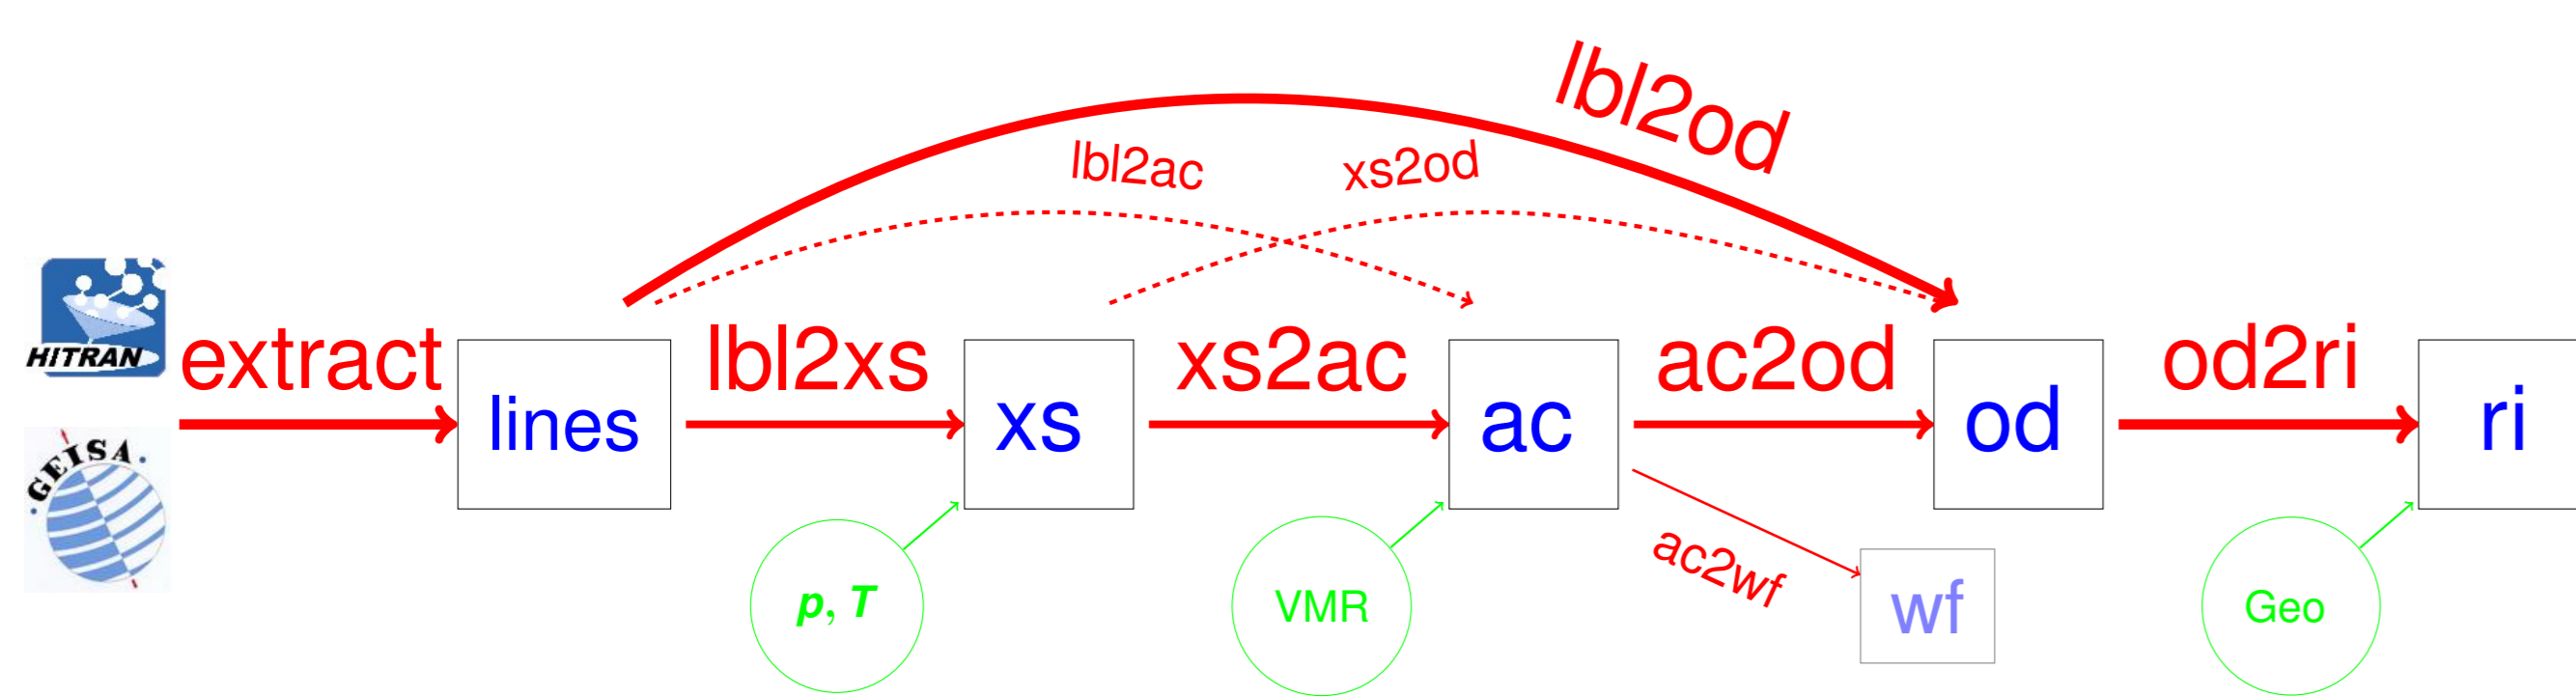 lbl2od
lbl2ac
xs2od
HITRAN
extract
lbl2xs
xs2ac
ac2od
od2ri
lines
xs
ac
od
ri
GEISA
ac2wf
p, T
VMR
wf
Geo